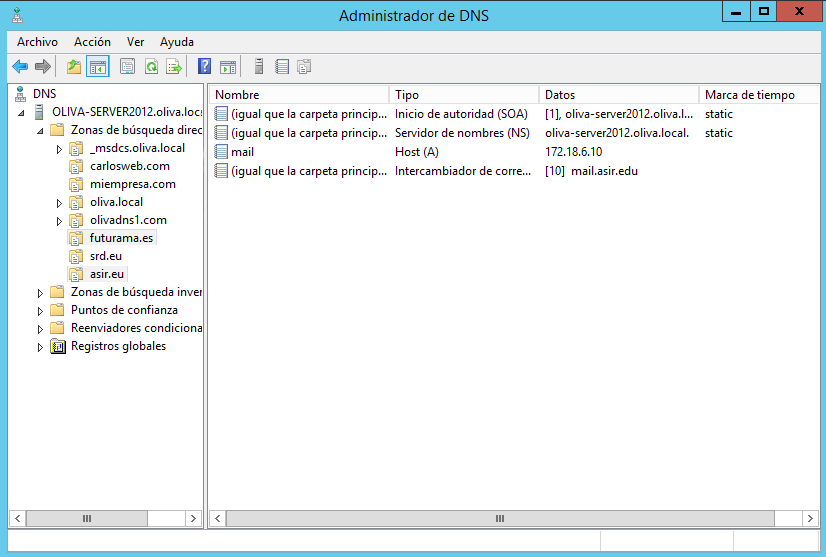 Administrador de DNS
Archivo Acción Ver Ayuda
DNS
OLIVA-SERVER2012.oliva.loc
Zonas de búsqueda direc
_msdcs.oliva.local
carlosweb.com
miempresa.com
oliva.local
olivadns1.com
futurama.es
srd.eu
asir.eu
Zonas de búsqueda inver
Puntos de confianza
Reenviadores condiciona
Registros globales
Nombre Tipo Datos Marca de tiempo
(igual que la carpeta princip... Inicio de autoridad (SOA) [1], oliva-server2012.oliva.l... static
(igual que la carpeta princip... Servidor de nombres (NS) oliva-server2012.oliva.local. static
mail Host (A) 172.18.6.10
(igual que la carpeta princip... Intercambiador de corre... [10] mail.asir.edu